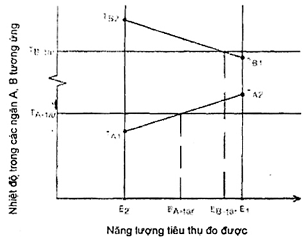 Nhiệt độ trong các ngăn A, B tương ứng
TB2
TB-tar
TB1
TA2
TA-tar
TA1
E2
EA-tar
EB-tar
E1
Năng lượng tiêu thụ đo được